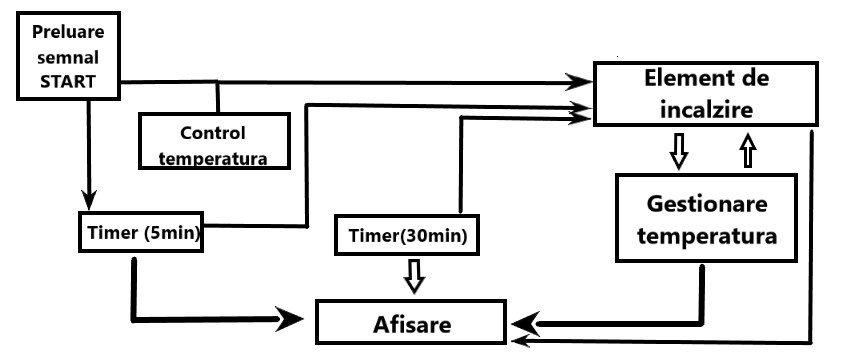 Preluare
semnal
START
Element de
incalzire
Control
temperatura
Gestionare
temperatura
Timer (5min)
Timer(30min)
Afisare